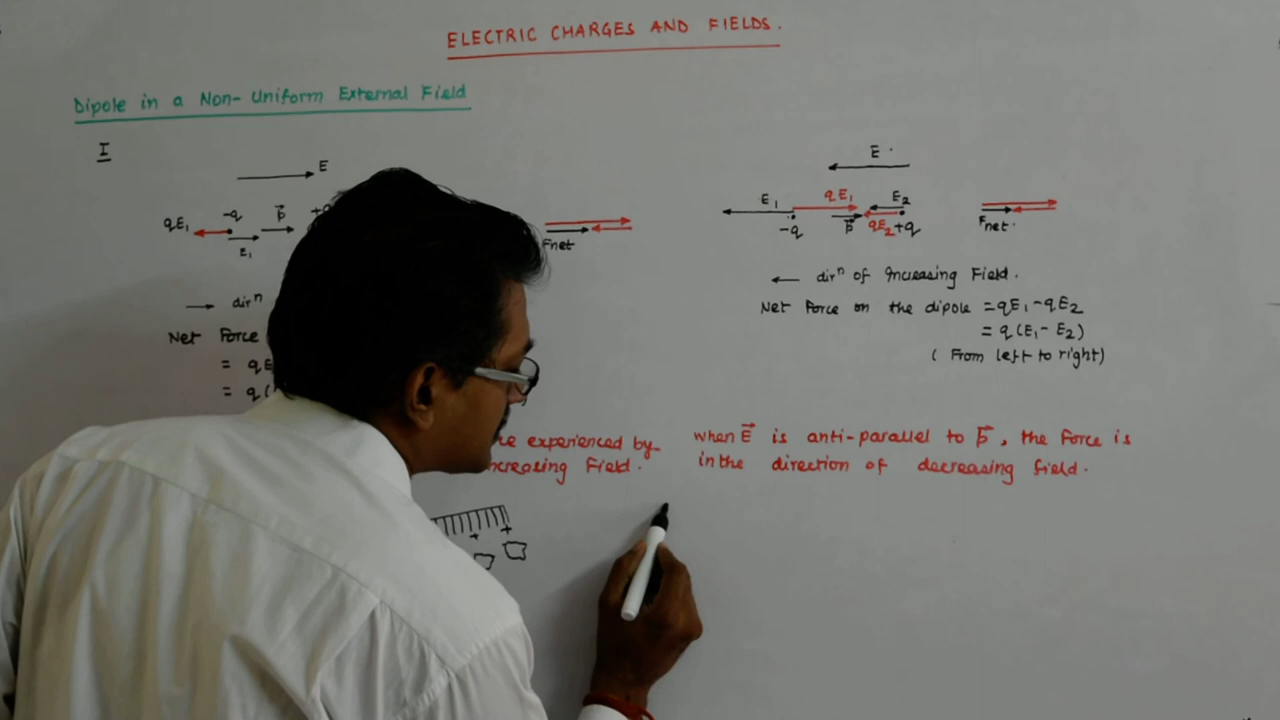 ELECTRIC CHARGES AND FIELDS.
Dipole in a Non-Uniform External Field
I
E
qE₁ -q p⃗ +q
E₁
Fnet
→ dirⁿ
Net Force
= qE
= q(
experienced by
increasing Field.
+ +
E
E₁ qE₁ E₂
-q p⃗ qE₂ +q
Fnet.
← dirⁿ of increasing Field.
Net Force on the dipole = qE₁-qE₂
= q(E₁-E₂)
(From left to right)
when E⃗ is anti-parallel to p⃗, the force is
in the direction of decreasing field.